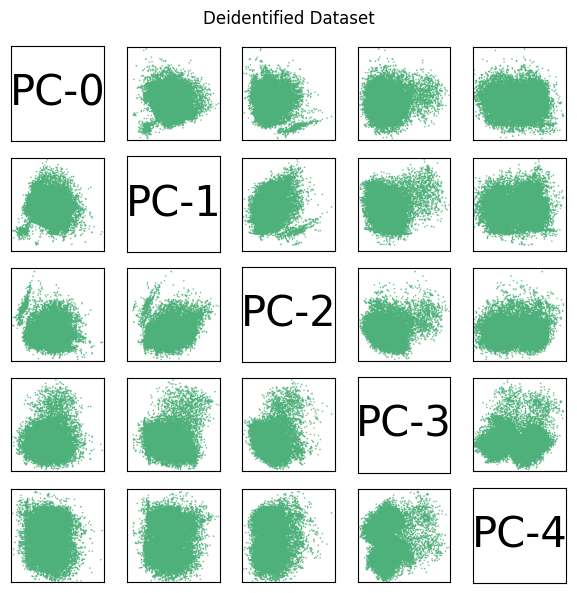 Deidentified Dataset
PC-0
PC-1
PC-2
PC-3
PC-4